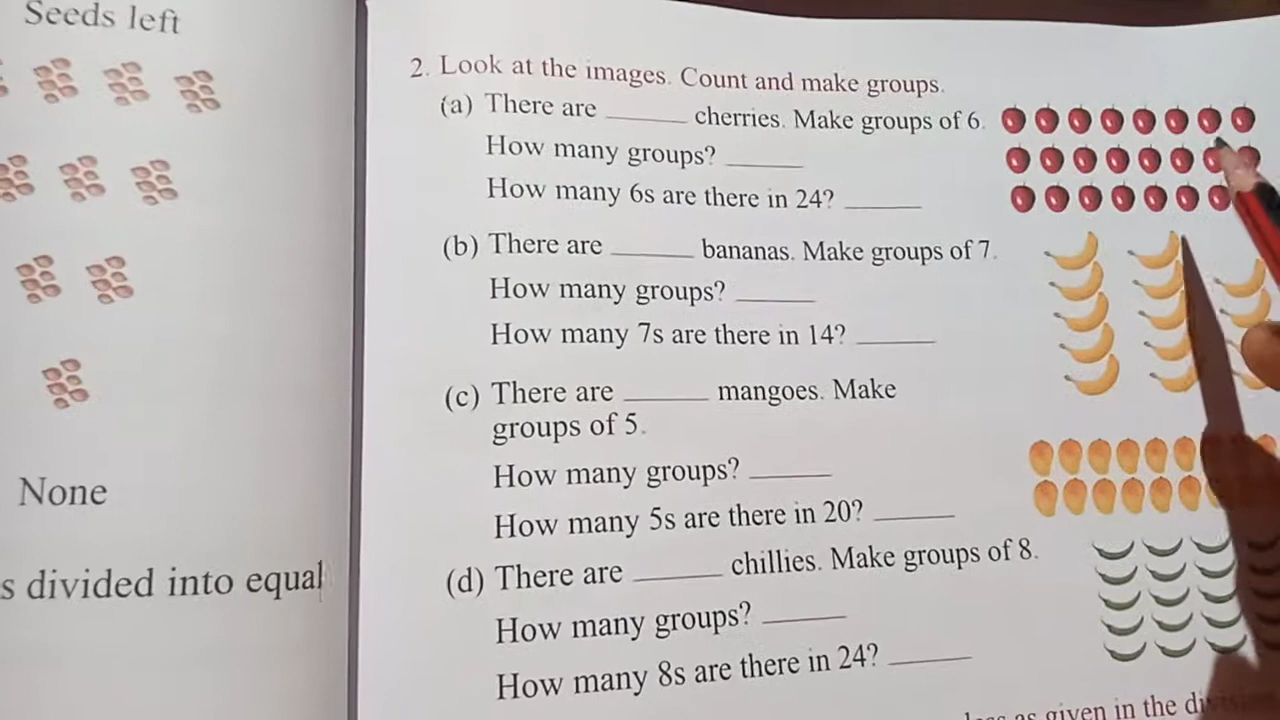 Seeds left
None
s divided into equal
2. Look at the images. Count and make groups.
(a) There are ______ cherries. Make groups of 6.
How many groups? ______
How many 6s are there in 24? ______
(b) There are ______ bananas. Make groups of 7.
How many groups? ______
How many 7s are there in 14? ______
(c) There are ______ mangoes. Make
groups of 5.
How many groups? ______
How many 5s are there in 20? ______
(d) There are ______ chillies. Make groups of 8.
How many groups? ______
How many 8s are there in 24? ______
as given in the